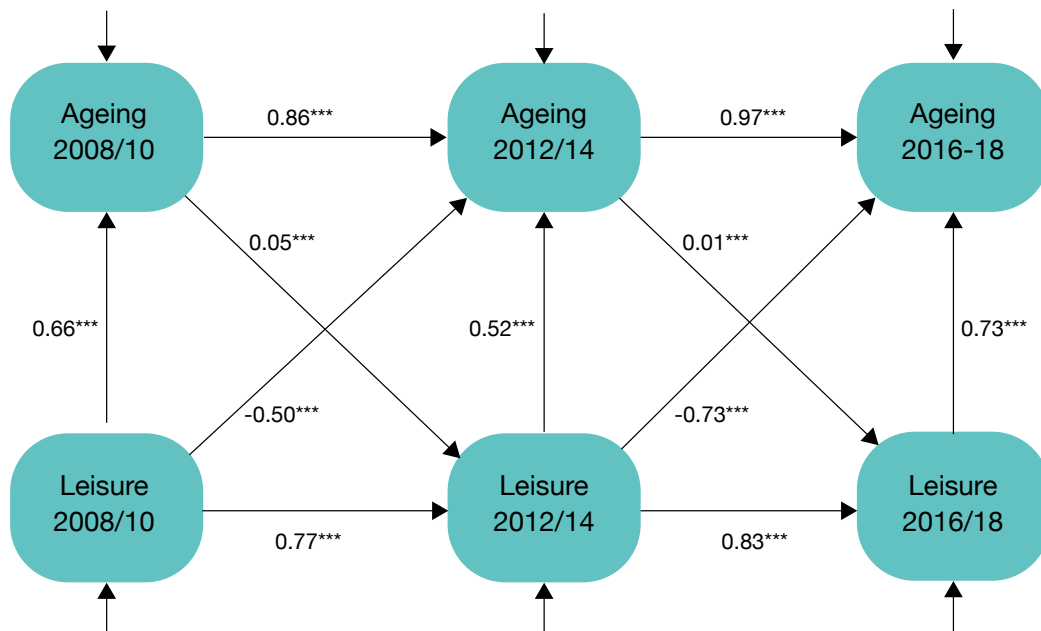 Ageing
2008/10
0.86***
Ageing
2012/14
0.97***
Ageing
2016-18
0.05***
0.01***
0.66***
0.52***
0.73***
-0.50***
-0.73***
Leisure
2008/10
0.77***
Leisure
2012/14
0.83***
Leisure
2016/18